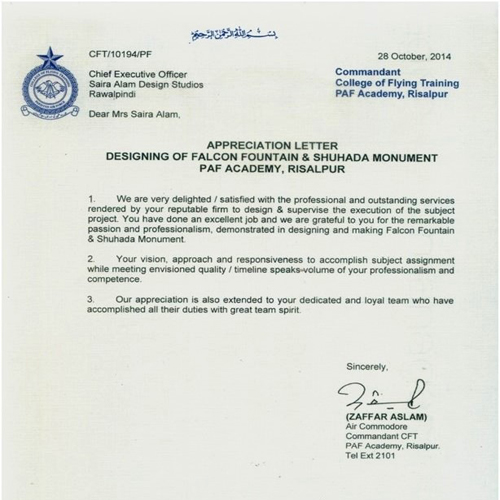 بسم الله الرحمن الرحيم
CFT/10194/PF
28 October, 2014
Chief Executive Officer
Saira Alam Design Studios
Rawalpindi
Commandant
College of Flying Training
PAF Academy, Risalpur
Dear Mrs Saira Alam,
APPRECIATION LETTER
DESIGNING OF FALCON FOUNTAIN & SHUHADA MONUMENT
PAF ACADEMY, RISALPUR
1. We are very delighted / satisfied with the professional and outstanding services
rendered by your reputable firm to design & supervise the execution of the subject
project. You have done an excellent job and we are grateful to you for the remarkable
passion and professionalism, demonstrated in designing and making Falcon Fountain
& Shuhada Monument.
2. Your vision, approach and responsiveness to accomplish subject assignment
while meeting envisioned quality / timeline speaks-volume of your professionalism and
competence.
3. Our appreciation is also extended to your dedicated and loyal team who have
accomplished all their duties with great team spirit.
Sincerely,
(ZAFFAR ASLAM)
Air Commodore
Commandant CFT
PAF Academy, Risalpur.
Tel Ext 2101